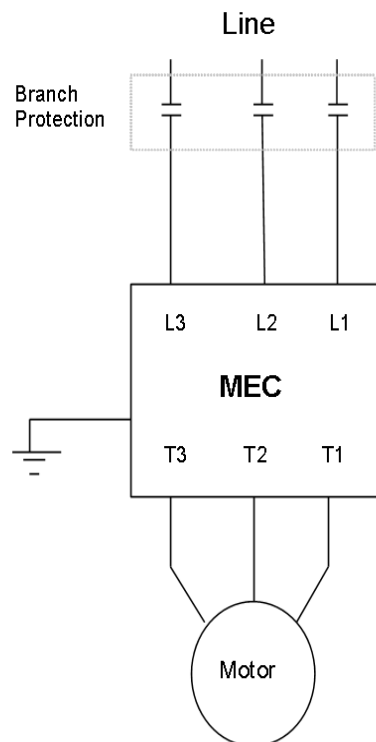 Line
Branch
Protection
L3 L2 L1
MEC
T3 T2 T1
Motor